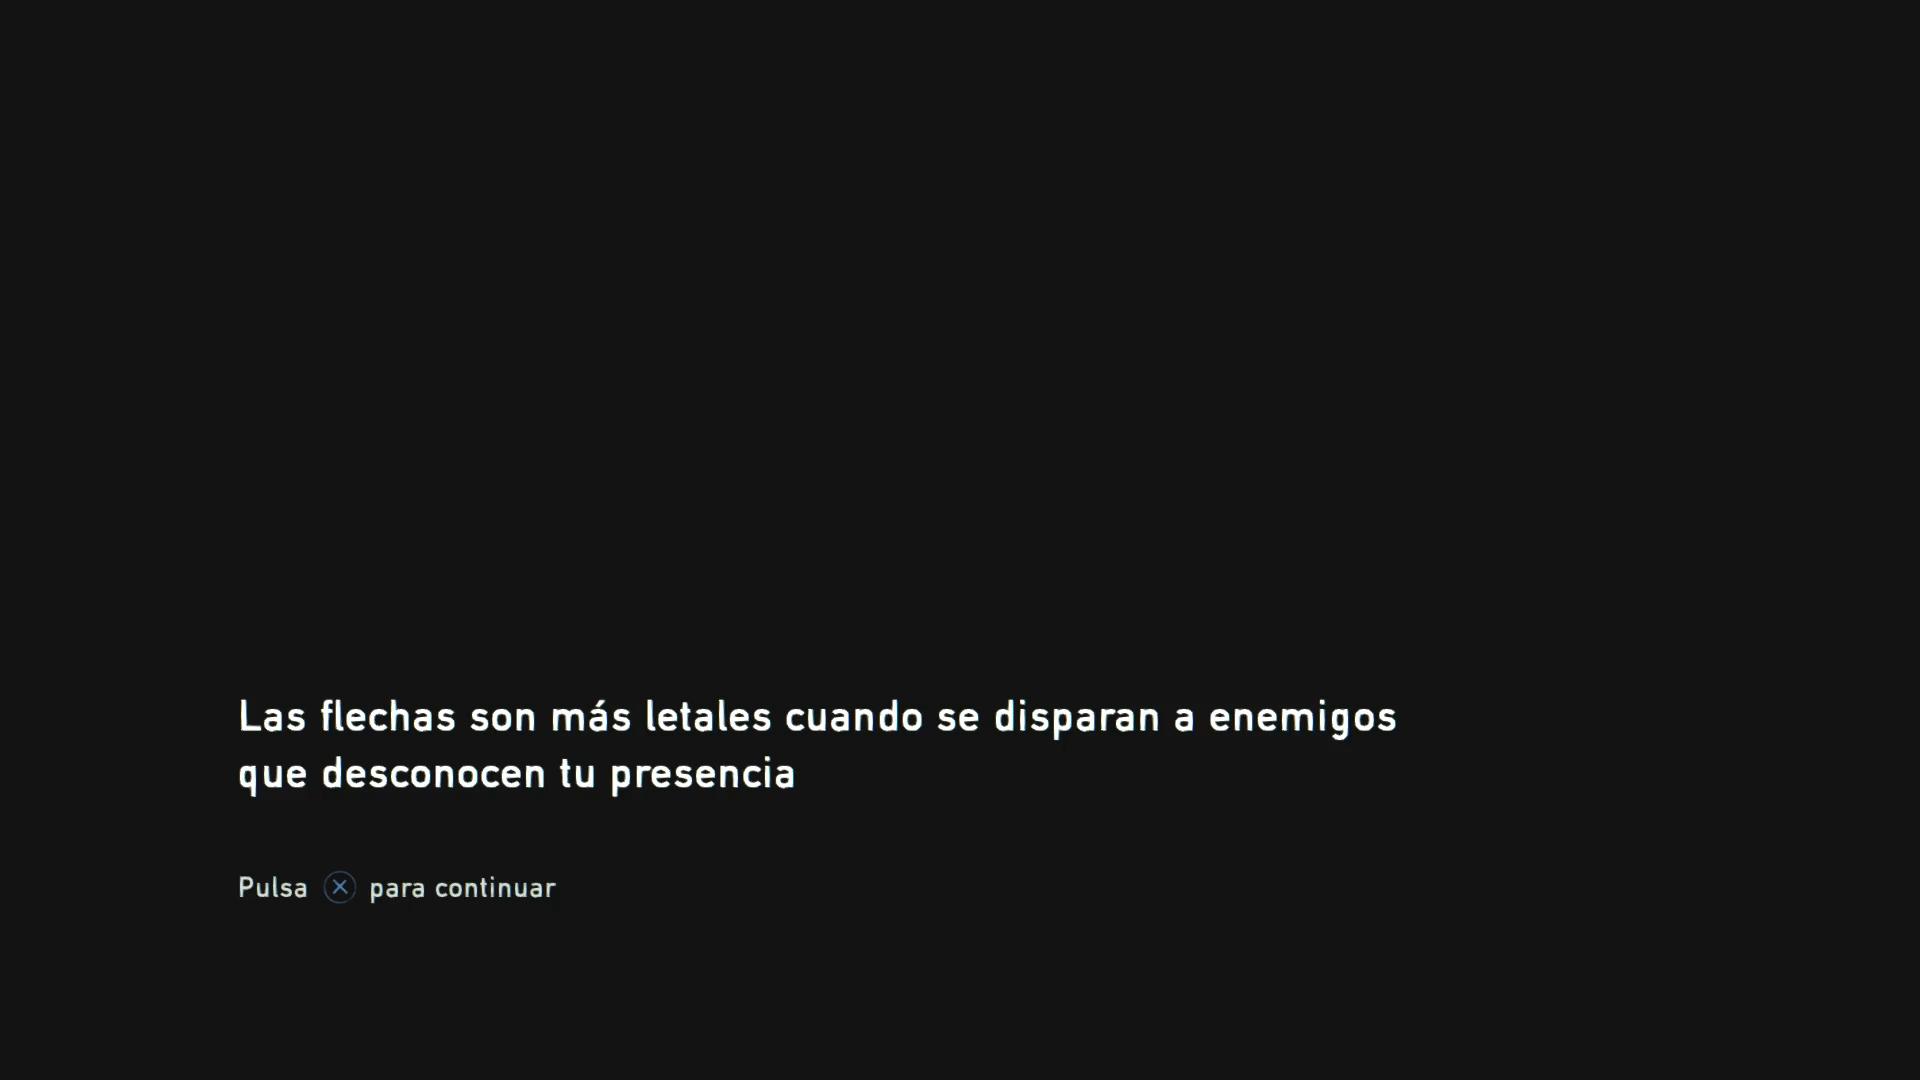 Las flechas son más letales cuando se disparan a enemigos
que desconocen tu presencia
Pulsa ⓧ para continuar